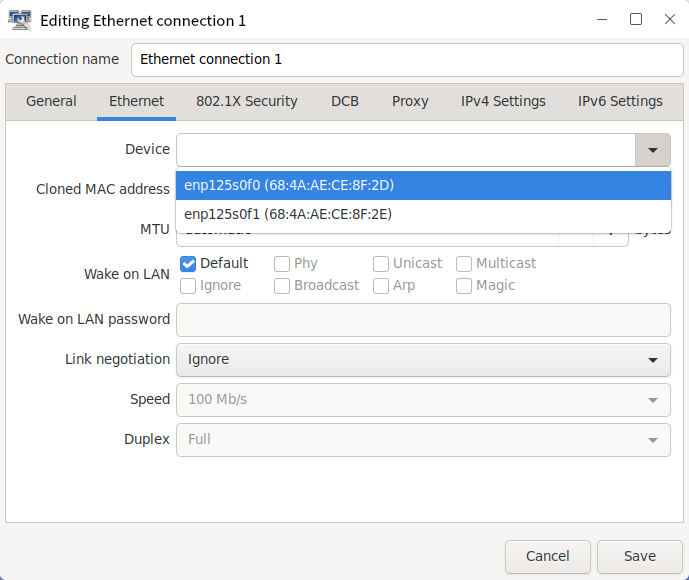 Editing Ethernet connection 1
Connection name Ethernet connection 1
General Ethernet 802.1X Security DCB Proxy IPv4 Settings IPv6 Settings
Device
enp125s0f0 (68:4A:AE:CE:8F:2D)
Cloned MAC address
enp125s0f1 (68:4A:AE:CE:8F:2E)
MTU automatic bytes
Wake on LAN
Default Phy Unicast Multicast
Ignore Broadcast Arp Magic
Wake on LAN password
Link negotiation Ignore
Speed 100 Mb/s
Duplex Full
Cancel Save